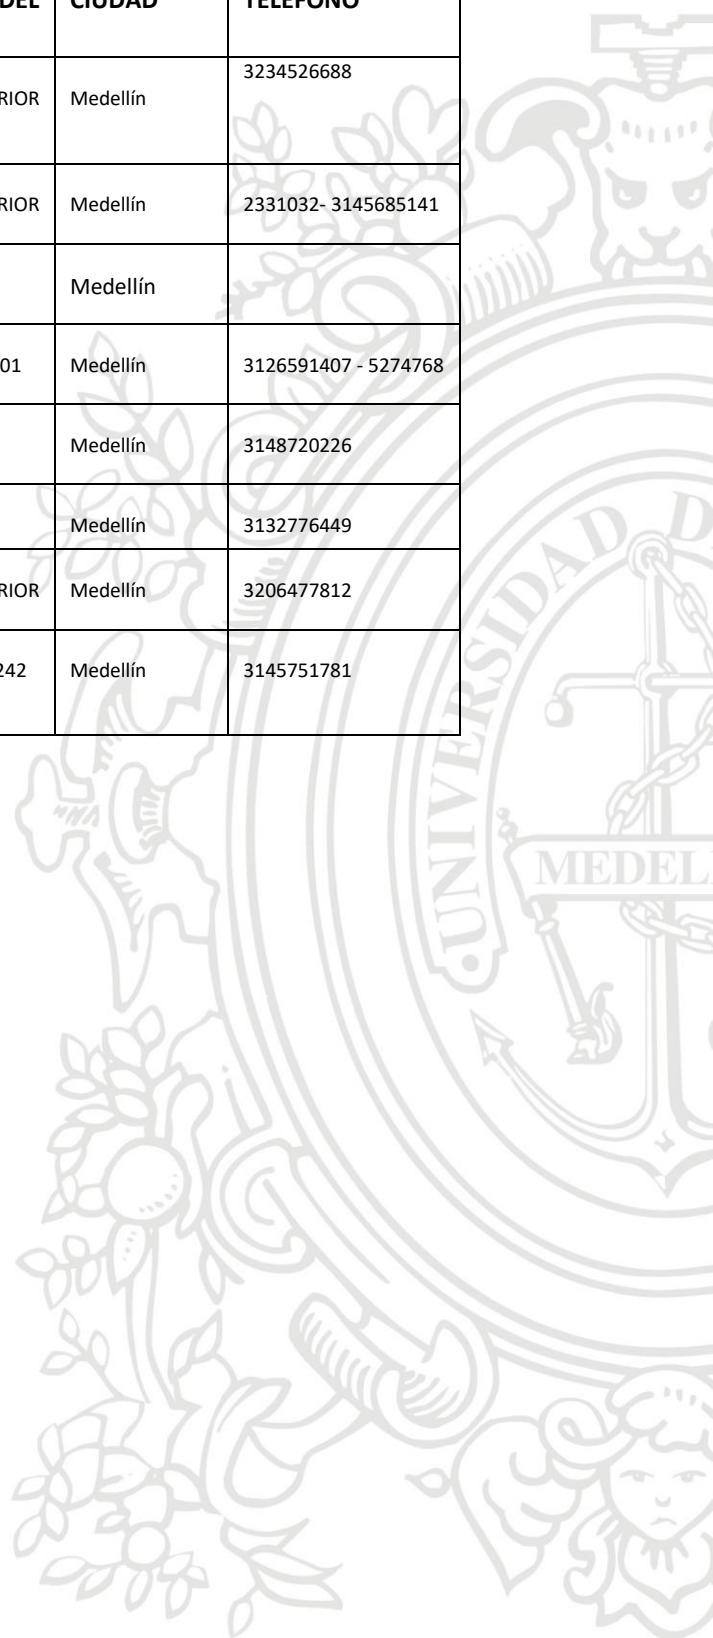 DEL CIUDAD TELEFONO
RIOR Medellín 3234526688
RIOR Medellín 2331032- 3145685141
Medellín
01 Medellín 3126591407 - 5274768
Medellín 3148720226
Medellín 3132776449
RIOR Medellín 3206477812
242 Medellín 3145751781
UNIVERSIDAD D
MEDEL